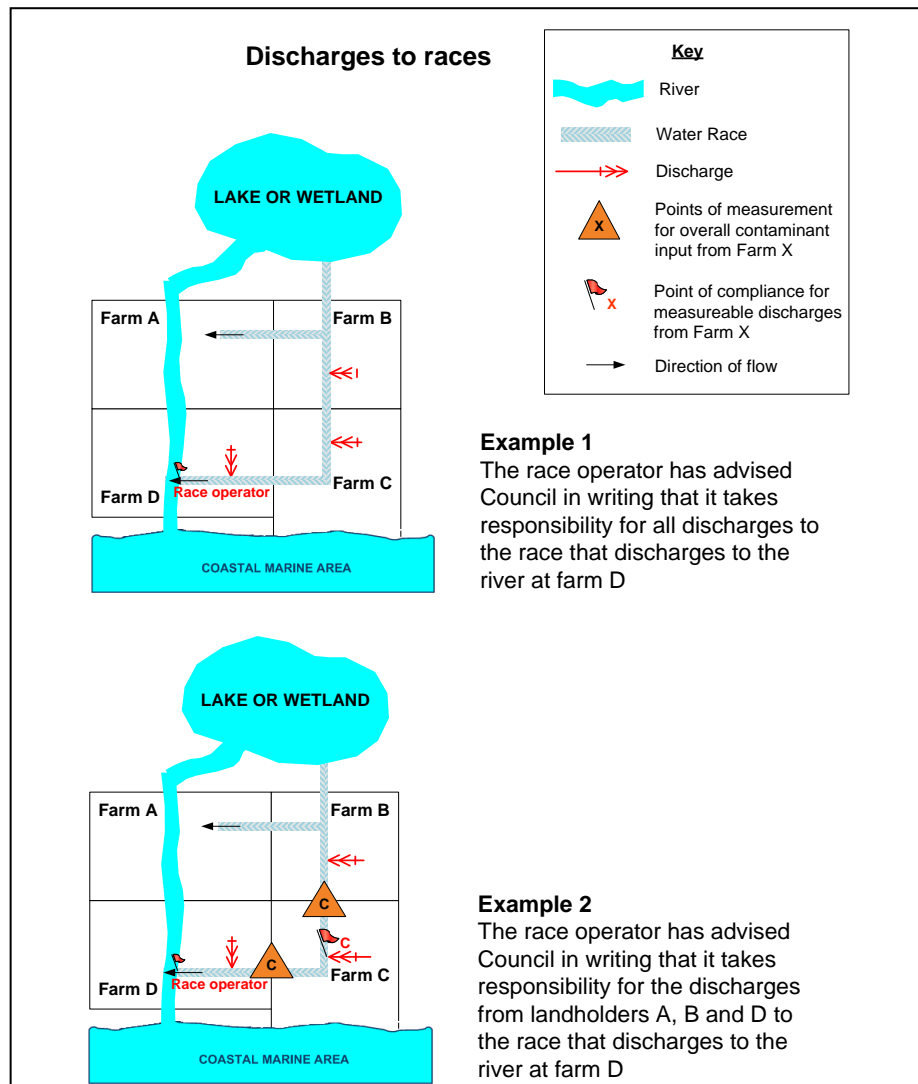 Discharges to races
Key
River
Water Race
Discharge
X
Points of measurement
for overall contaminant
input from Farm X
X
Point of compliance for
measureable discharges
from Farm X
Direction of flow
LAKE OR WETLAND
Farm A
Farm B
Farm D
Race operator
Farm C
COASTAL MARINE AREA
Example 1
The race operator has advised
Council in writing that it takes
responsibility for all discharges to
the race that discharges to the
river at farm D
LAKE OR WETLAND
Farm A
Farm B
C
C
C
Farm D
Race operator
Farm C
COASTAL MARINE AREA
Example 2
The race operator has advised
Council in writing that it takes
responsibility for the discharges
from landholders A, B and D to
the race that discharges to the
river at farm D